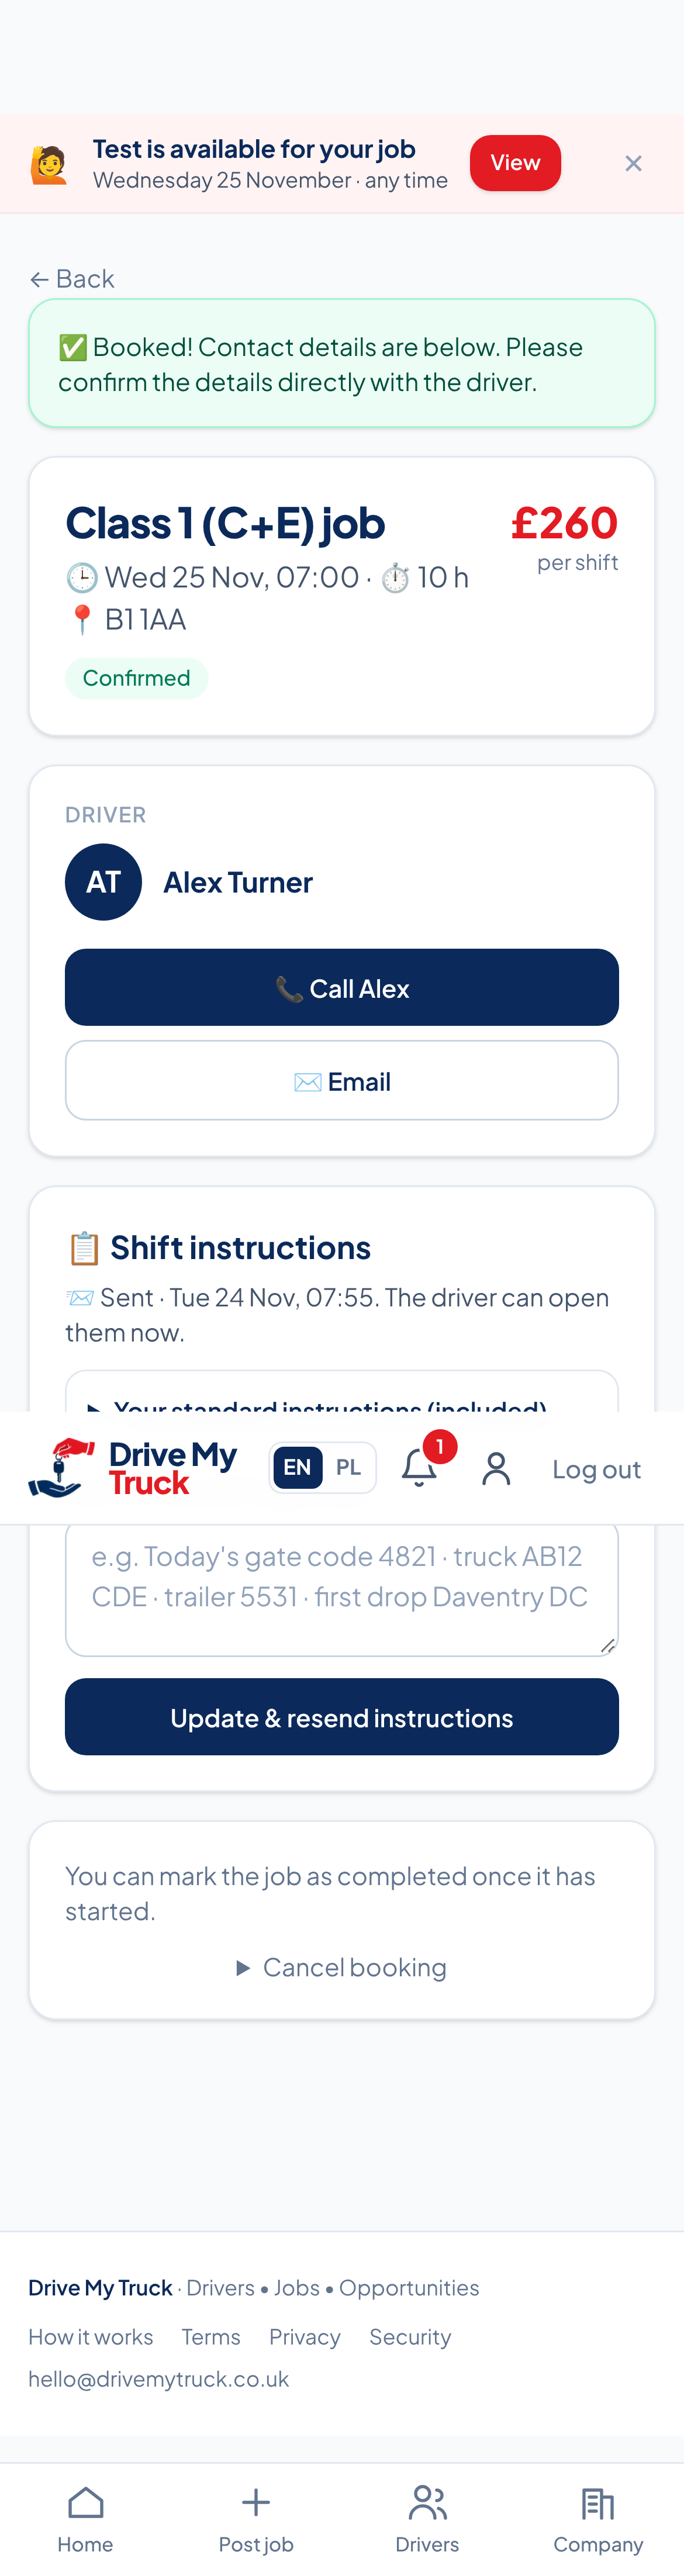 Test is available for your job
Wednesday 25 November · any time
View
← Back
✅ Booked! Contact details are below. Please
confirm the details directly with the driver.
Class 1 (C+E) job
£260
per shift
🕒 Wed 25 Nov, 07:00 · ⏱️ 10 h
📍 B1 1AA
Confirmed
DRIVER
AT
Alex Turner
📞 Call Alex
✉️ Email
📋 Shift instructions
📨 Sent · Tue 24 Nov, 07:55. The driver can open
them now.
▶ Your standard instructions (included)
Drive My
Truck
EN PL
1
Log out
e.g. Today's gate code 4821 · truck AB12
CDE · trailer 5531 · first drop Daventry DC
Update & resend instructions
You can mark the job as completed once it has
started.
▶ Cancel booking
Drive My Truck · Drivers • Jobs • Opportunities
How it works Terms Privacy Security
hello@drivemytruck.co.uk
Home Post job Drivers Company